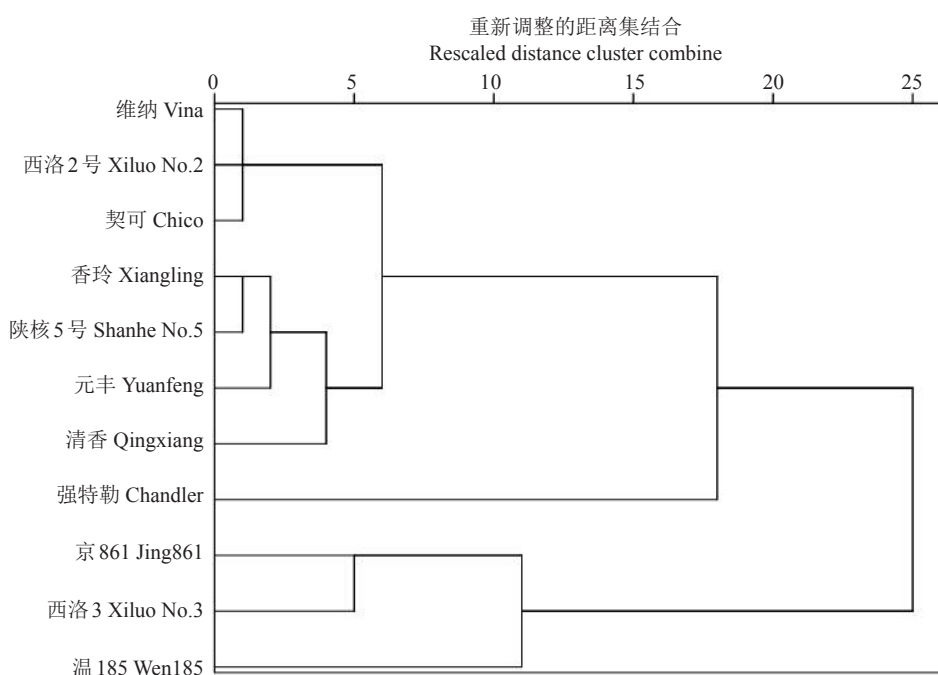 重新调整的距离集结合
Rescaled distance cluster combine
0 5 10 15 20 25
维纳 Vina
西洛2号 Xiluo No.2
契可 Chico
香玲 Xiangling
陕核5号 Shanhe No.5
元丰 Yuanfeng
清香 Qingxiang
强特勒 Chandler
京861 Jing861
西洛3 Xiluo No.3
温185 Wen185